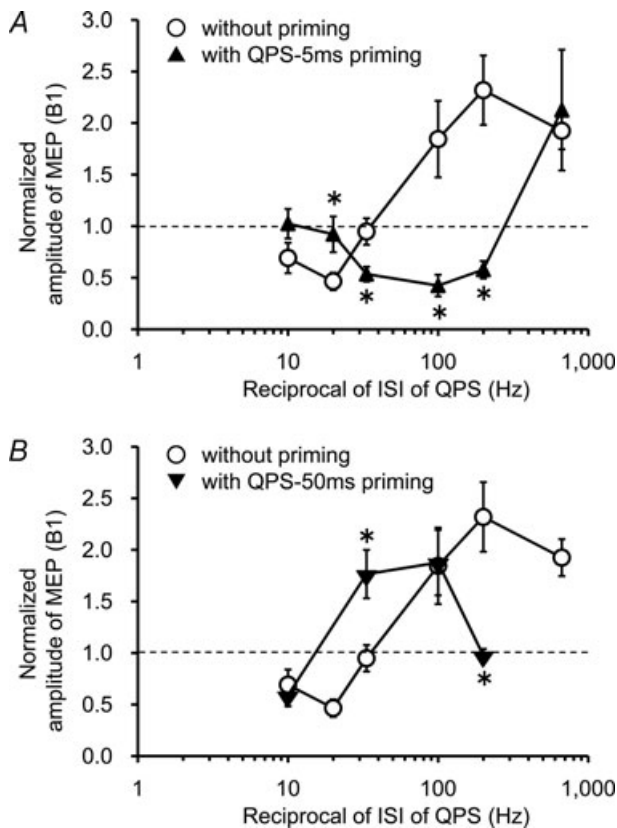 A
without priming
with QPS-5ms priming
Normalized
amplitude of MEP (B1)
3.0
2.5
2.0
1.5
1.0
0.5
0.0
*
*
*
*
1
10
100
1,000
Reciprocal of ISI of QPS (Hz)
B
without priming
with QPS-50ms priming
Normalized
amplitude of MEP (B1)
3.0
2.5
2.0
1.5
1.0
0.5
0.0
*
*
1
10
100
1,000
Reciprocal of ISI of QPS (Hz)